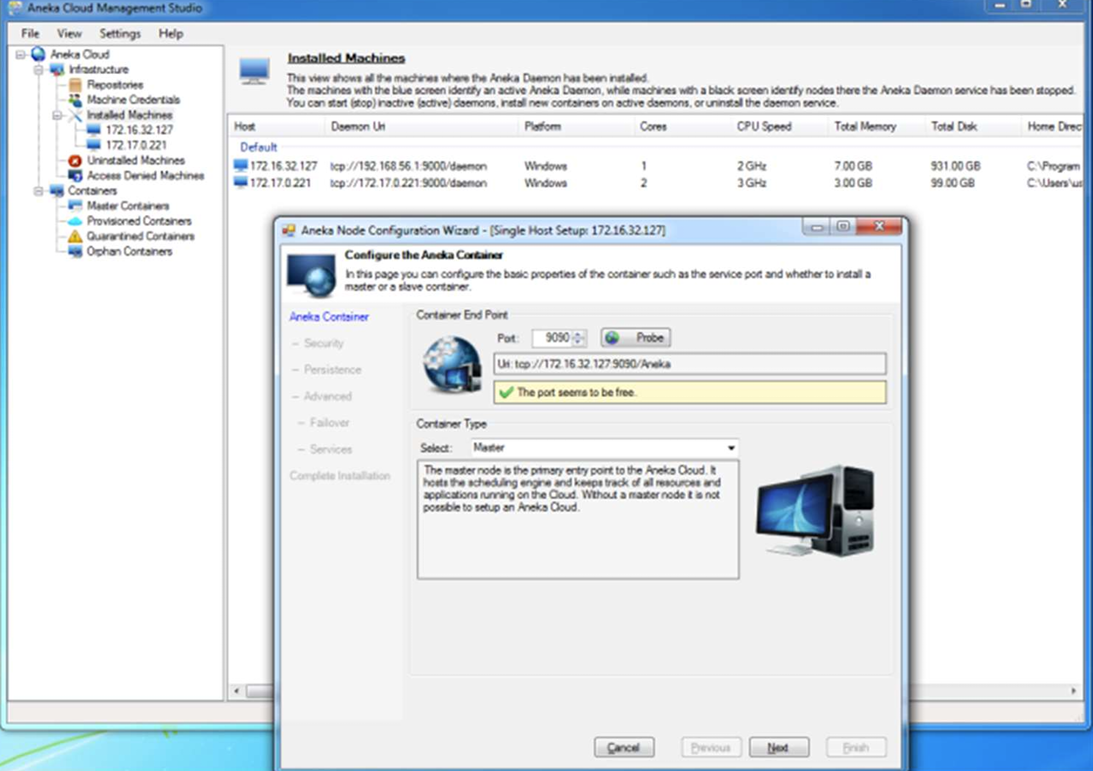 Aneka Cloud Management Studio
File View Settings Help
Aneka Cloud
Infrastructure
Repositories
Machine Credentials
Installed Machines
172.16.32.127
172.17.0.221
Uninstalled Machines
Access Denied Machines
Containers
Master Containers
Provisioned Containers
Quarantined Containers
Orphan Containers
Installed Machines
This view shows all the machines where the Aneka Daemon has been installed.
The machines with the blue screen identify an active Aneka Daemon, while machines with a black screen identify nodes there the Aneka Daemon service has been stopped.
You can start (stop) inactive (active) daemons, install new containers on active daemons, or uninstall the daemon service.
Host Daemon Uri Platform Cores CPU Speed Total Memory Total Disk Home Direc
Default
172.16.32.127 tcp://192.168.56.1:9000/daemon Windows 1 2 GHz 7.00 GB 931.00 GB C:\Program
172.17.0.221 tcp://172.17.0.221:9000/daemon Windows 2 3 GHz 3.00 GB 99.00 GB C:\Users\us
Aneka Node Configuration Wizard - [Single Host Setup: 172.16.32.127]
Configure the Aneka Container
In this page you can configure the basic properties of the container such as the service port and whether to install a
master or a slave container.
Aneka Container
- Security
- Persistence
- Advanced
- Failover
- Services
Complete Installation
Container End Point
Port: 9090 Probe
Uri: tcp://172.16.32.127:9090/Aneka
The port seems to be free.
Container Type
Select: Master
The master node is the primary entry point to the Aneka Cloud. It
hosts the scheduling engine and keeps track of all resources and
applications running on the Cloud. Without a master node it is not
possible to setup an Aneka Cloud.
Cancel Previous Next Finish